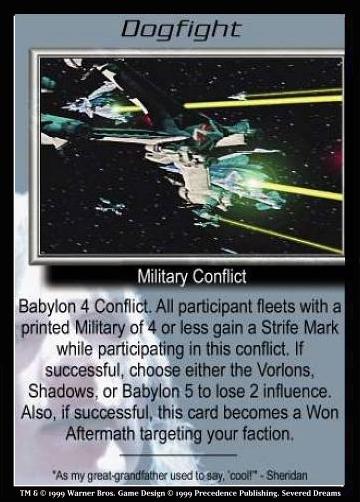 Dogfight
Military Conflict
Babylon 4 Conflict. All participant fleets with a
printed Military of 4 or less gain a Strife Mark
while participating in this conflict. If
successful, choose either the Vorlons,
Shadows, or Babylon 5 to lose 2 influence.
Also, if successful, this card becomes a Won
Aftermath targeting your faction.
"As my great-grandfather used to say, 'cool!'" - Sheridan
TM & © 1999 Warner Bros. Game Design © 1999 Precedence Publishing. Severed Dreams